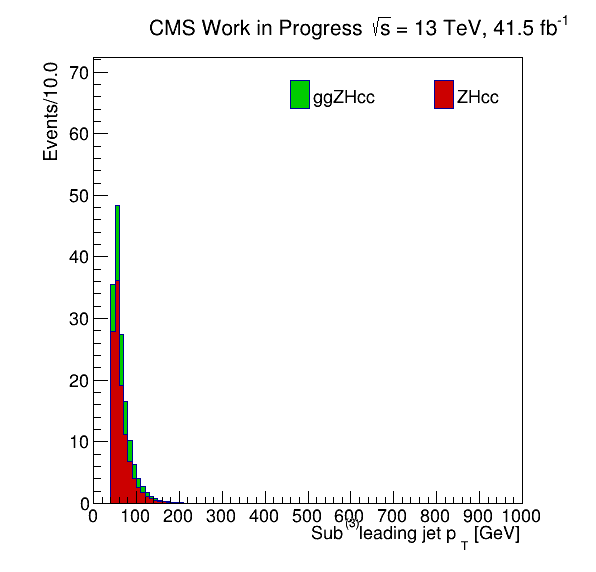 CMS Work in Progress √s = 13 TeV, 41.5 fb⁻¹
Events/10.0
ggZHcc ZHcc
70
60
50
40
30
20
10
0
0 100 200 300 400 500 600 700 800 900 1000
Sub⁽³⁾leading jet p_T [GeV]